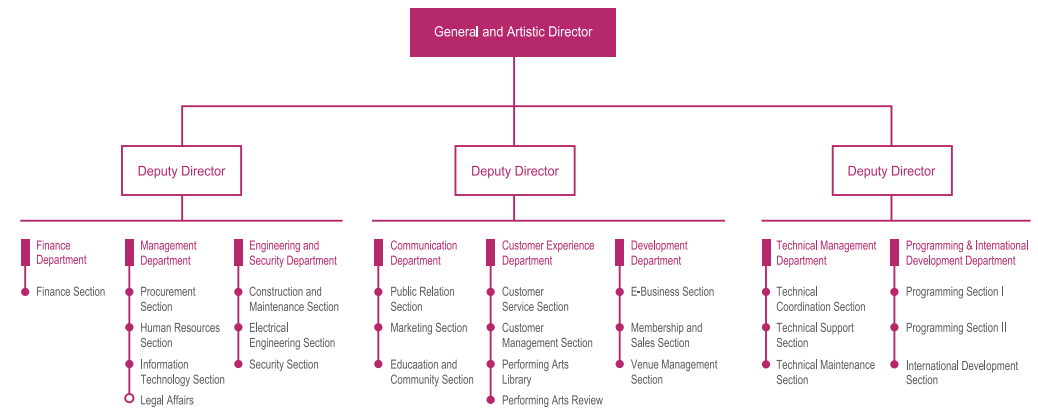 General and Artistic Director
Deputy Director
Deputy Director
Deputy Director
Finance
Department
Finance Section
Management
Department
Procurement
Section
Human Resources
Section
Information
Technology Section
Legal Affairs
Engineering and
Security Department
Construction and
Maintenance Section
Electrical
Engineering Section
Security Section
Communication
Department
Public Relation
Section
Marketing Section
Eduucation and
Community Section
Customer Experience
Department
Customer
Service Section
Customer
Management Section
Performing Arts
Library
Performing Arts Review
Development
Department
E-Business Section
Membership and
Sales Section
Venue Management
Section
Technical Management
Department
Technical
Coordination Section
Technical Support
Section
Technical Maintenance
Section
Programming & International
Development Department
Programming Section I
Programming Section II
International Development
Section